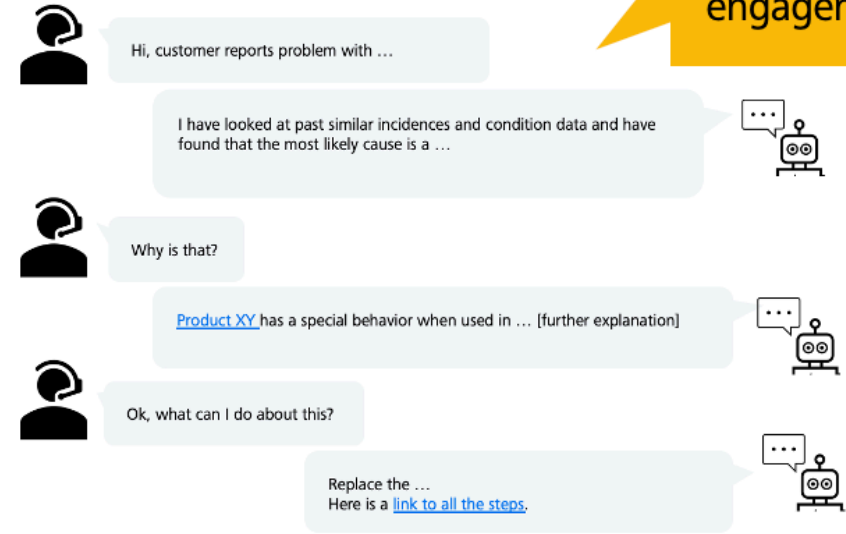 Hi, customer reports problem with …
I have looked at past similar incidences and condition data and have
found that the most likely cause is a …
Why is that?
Product XY has a special behavior when used in … [further explanation]
Ok, what can I do about this?
Replace the …
Here is a link to all the steps.